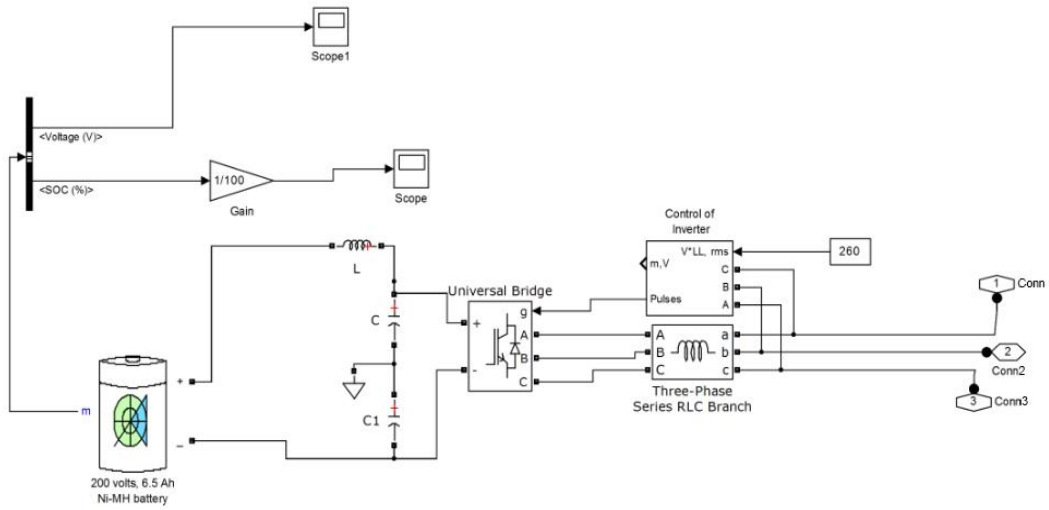 Scope1
<Voltage (V)>
<SOC (%)>
1/100
Gain
Scope
Control of
Inverter
V*LL, rms
m,V
C
B
Pulses
A
260
L
C
C1
Universal Bridge
g
+
A
B
-
C
A
B
C
a
b
c
Three-Phase
Series RLC Branch
1
Conn
2
Conn2
3
Conn3
m
+
_
200 volts, 6.5 Ah
Ni-MH battery